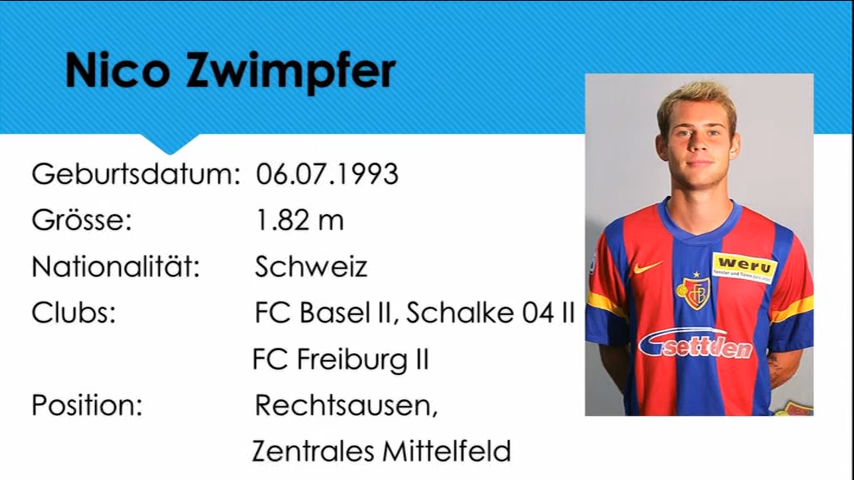 Nico Zwimpfer
Geburtsdatum: 06.07.1993
Grösse: 1.82 m
Nationalität: Schweiz
Clubs: FC Basel II, Schalke 04 II
FC Freiburg II
Position: Rechtsausen,
Zentrales Mittelfeld
weru
settelen